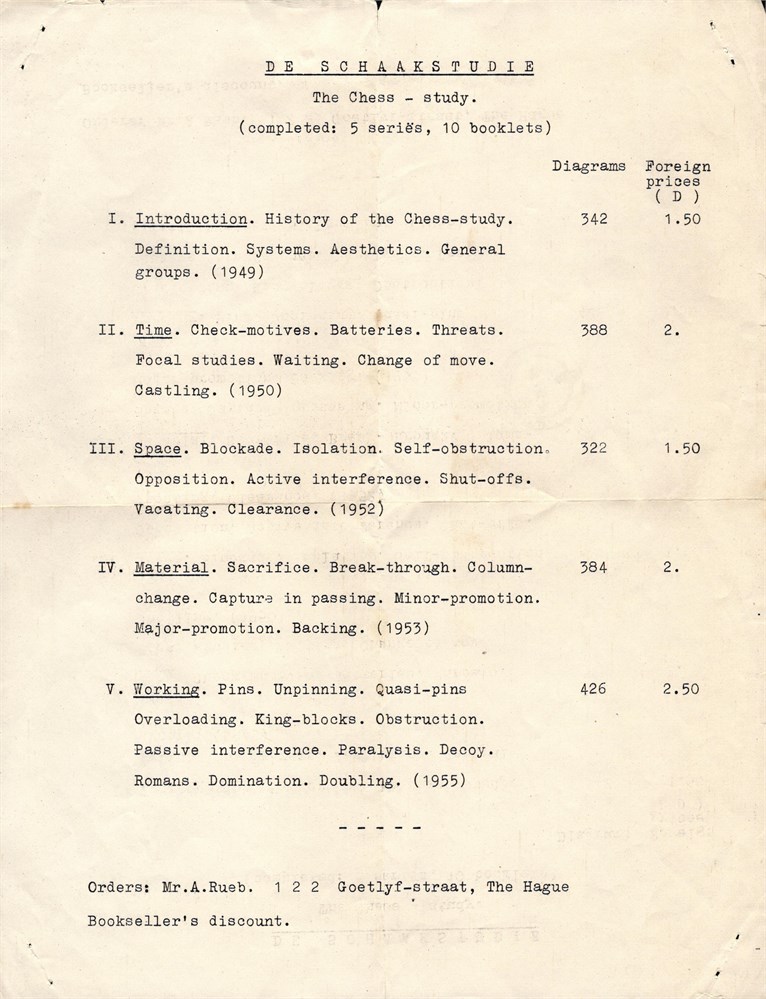 DE SCHAAKSTUDIE
The Chess - study.
(completed: 5 seriës, 10 booklets)
Diagrams Foreign
prices
( D )
I. Introduction. History of the Chess-study. 342 1.50
Definition. Systems. Aesthetics. General
groups. (1949)
II. Time. Check-motives. Batteries. Threats. 388 2.
Focal studies. Waiting. Change of move.
Castling. (1950)
III. Space. Blockade. Isolation. Self-obstruction. 322 1.50
Opposition. Active interference. Shut-offs.
Vacating. Clearance. (1952)
IV. Material. Sacrifice. Break-through. Column- 384 2.
change. Capture in passing. Minor-promotion.
Major-promotion. Backing. (1953)
V. Working. Pins. Unpinning. Quasi-pins 426 2.50
Overloading. King-blocks. Obstruction.
Passive interference. Paralysis. Decoy.
Romans. Domination. Doubling. (1955)
- - - - -
Orders: Mr.A.Rueb. 1 2 2 Goetlyf-straat, The Hague
Bookseller's discount.